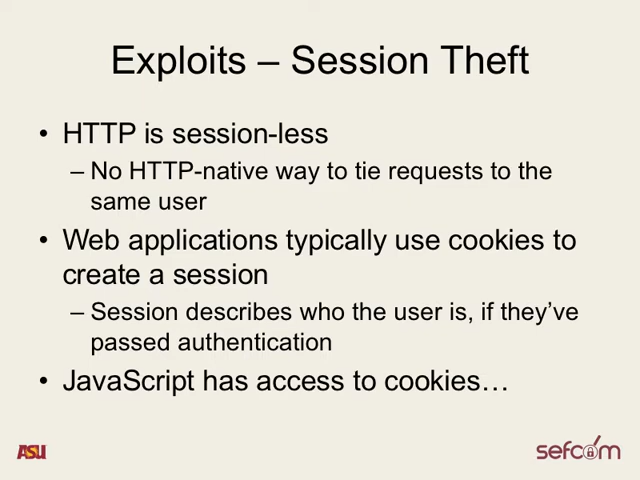 Exploits – Session Theft
• HTTP is session-less
– No HTTP-native way to tie requests to the
same user
• Web applications typically use cookies to
create a session
– Session describes who the user is, if they’ve
passed authentication
• JavaScript has access to cookies…
ASU
sefcom